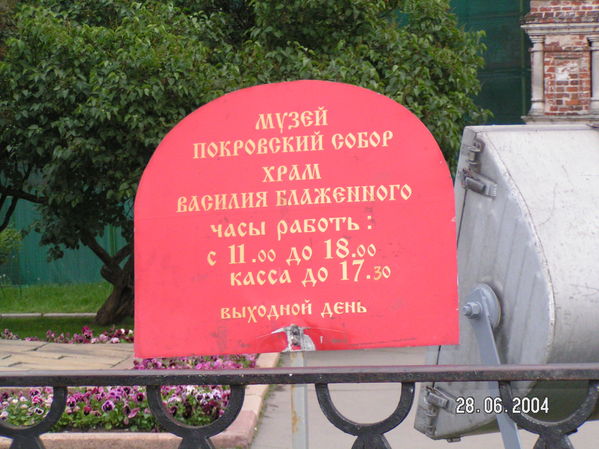 МУЗЕЙ
ПОКРОВСКИЙ СОБОР
ХРАМ
ВАСИЛИЯ БЛАЖЕННОГО
ЧАСЫ РАБОТЬ:
С 11.00 ДО 18.00
КАССА ДО 17.30
ВЫХОДНОЙ ДЕНЬ
28.06.2004